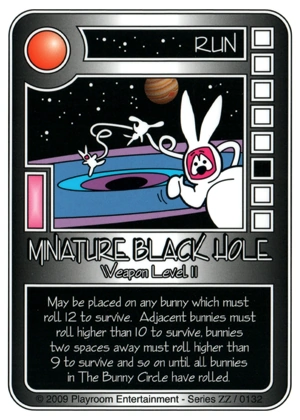 RUN
MINIATURE BLACK HOLE
Weapon Level 11
May be placed on any bunny which must
roll 12 to survive. Adjacent bunnies must
roll higher than 10 to survive, bunnies
two spaces away must roll higher than
9 to survive and so on until all bunnies
in The Bunny Circle have rolled.
© 2009 Playroom Entertainment - Series ZZ / 0132